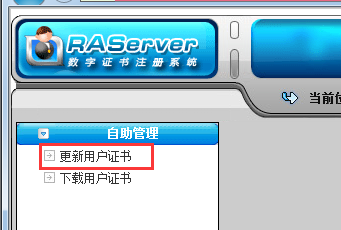 RAServer
数字证书注册系统
当前位
自助管理
更新用户证书
下载用户证书